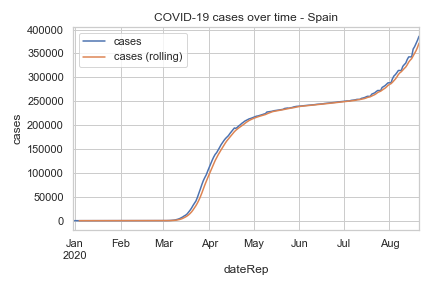 COVID-19 cases over time - Spain
cases
cases (rolling)
400000
350000
300000
250000
200000
150000
100000
50000
0
cases
Jan Feb Mar Apr May Jun Jul Aug
2020
dateRep